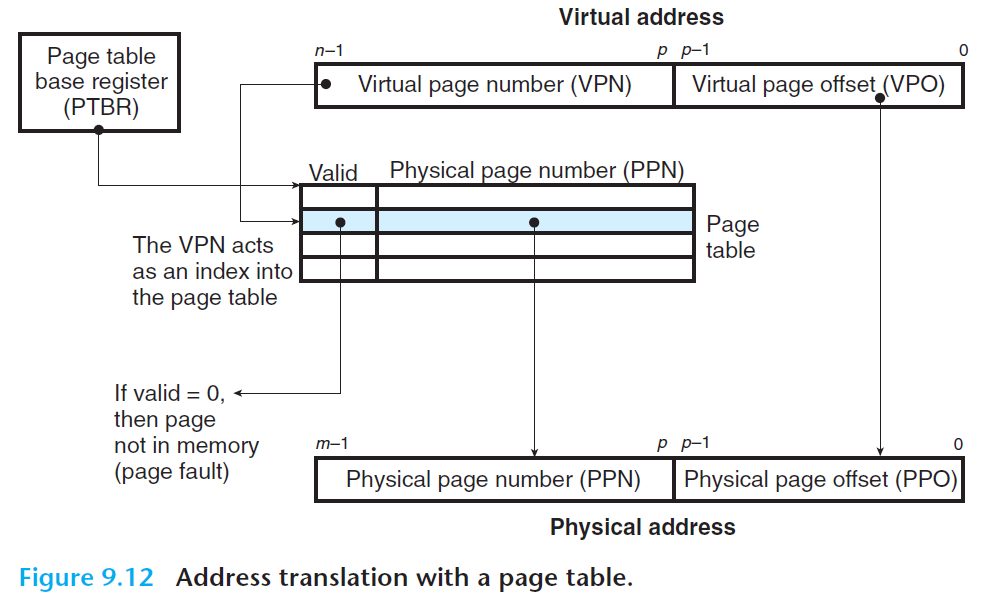 Virtual address
Page table
base register
(PTBR)
n–1
p p–1
0
Virtual page number (VPN)
Virtual page offset (VPO)
Valid
Physical page number (PPN)
Page
table
The VPN acts
as an index into
the page table
If valid = 0,
then page
not in memory
(page fault)
m–1
p p–1
0
Physical page number (PPN)
Physical page offset (PPO)
Physical address
Figure 9.12 Address translation with a page table.